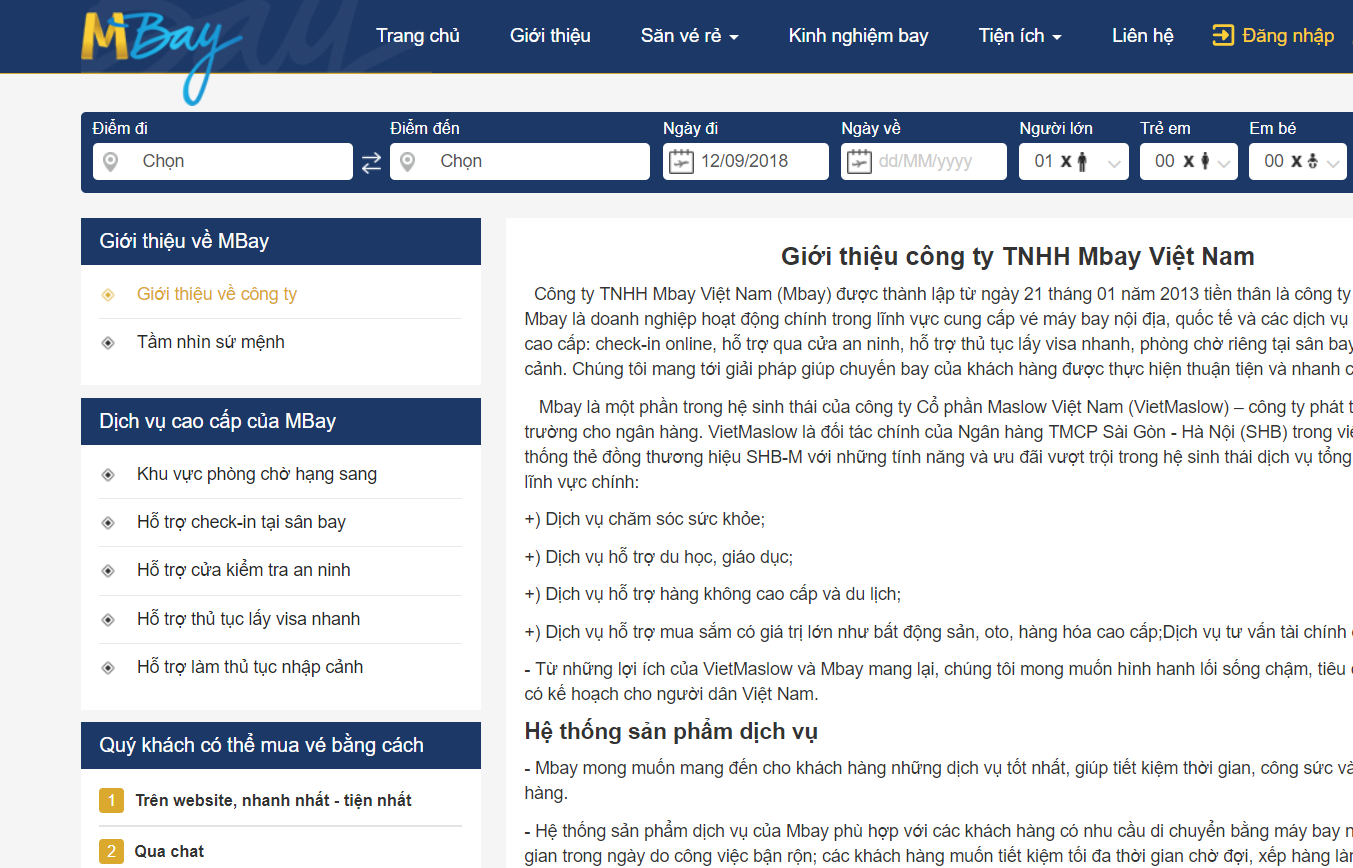 MBay
Trang chủ
Giới thiệu
Săn vé rẻ
Kinh nghiệm bay
Tiện ích
Liên hệ
Đăng nhập
Điểm đi
Điểm đến
Ngày đi
Ngày về
Người lớn
Trẻ em
Em bé
Chọn
Chọn
12/09/2018
dd/MM/yyyy
01 x
00 x
00 x
Giới thiệu về MBay
Giới thiệu về công ty
Tầm nhìn sứ mệnh
Dịch vụ cao cấp của MBay
Khu vực phòng chờ hạng sang
Hỗ trợ check-in tại sân bay
Hỗ trợ cửa kiểm tra an ninh
Hỗ trợ thủ tục lấy visa nhanh
Hỗ trợ làm thủ tục nhập cảnh
Quý khách có thể mua vé bằng cách
1 Trên website, nhanh nhất - tiện nhất
2 Qua chat
Giới thiệu công ty TNHH Mbay Việt Nam
Công ty TNHH Mbay Việt Nam (Mbay) được thành lập từ ngày 21 tháng 01 năm 2013 tiền thân là công ty
Mbay là doanh nghiệp hoạt động chính trong lĩnh vực cung cấp vé máy bay nội địa, quốc tế và các dịch vụ
cao cấp: check-in online, hỗ trợ qua cửa an ninh, hỗ trợ thủ tục lấy visa nhanh, phòng chờ riêng tại sân bay
cảnh. Chúng tôi mang tới giải pháp giúp chuyến bay của khách hàng được thực hiện thuận tiện và nhanh
Mbay là một phần trong hệ sinh thái của công ty Cổ phần Maslow Việt Nam (VietMaslow) – công ty phát
trường cho ngân hàng. VietMaslow là đối tác chính của Ngân hàng TMCP Sài Gòn - Hà Nội (SHB) trong
thống thẻ đồng thương hiệu SHB-M với những tính năng và ưu đãi vượt trội trong hệ sinh thái dịch vụ tổng
lĩnh vực chính:
+) Dịch vụ chăm sóc sức khỏe;
+) Dịch vụ hỗ trợ du học, giáo dục;
+) Dịch vụ hỗ trợ hàng không cao cấp và du lịch;
+) Dịch vụ hỗ trợ mua sắm có giá trị lớn như bất động sản, oto, hàng hóa cao cấp;Dịch vụ tư vấn tài chính
- Từ những lợi ích của VietMaslow và Mbay mang lại, chúng tôi mong muốn hình hanh lối sống chậm, tiêu
có kế hoạch cho người dân Việt Nam.
Hệ thống sản phẩm dịch vụ
- Mbay mong muốn mang đến cho khách hàng những dịch vụ tốt nhất, giúp tiết kiệm thời gian, công sức và
hàng.
- Hệ thống sản phẩm dịch vụ của Mbay phù hợp với các khách hàng có nhu cầu di chuyển bằng máy bay
gian trong ngày do công việc bận rộn; các khách hàng muốn tiết kiệm tối đa thời gian chờ đợi, xếp hàng